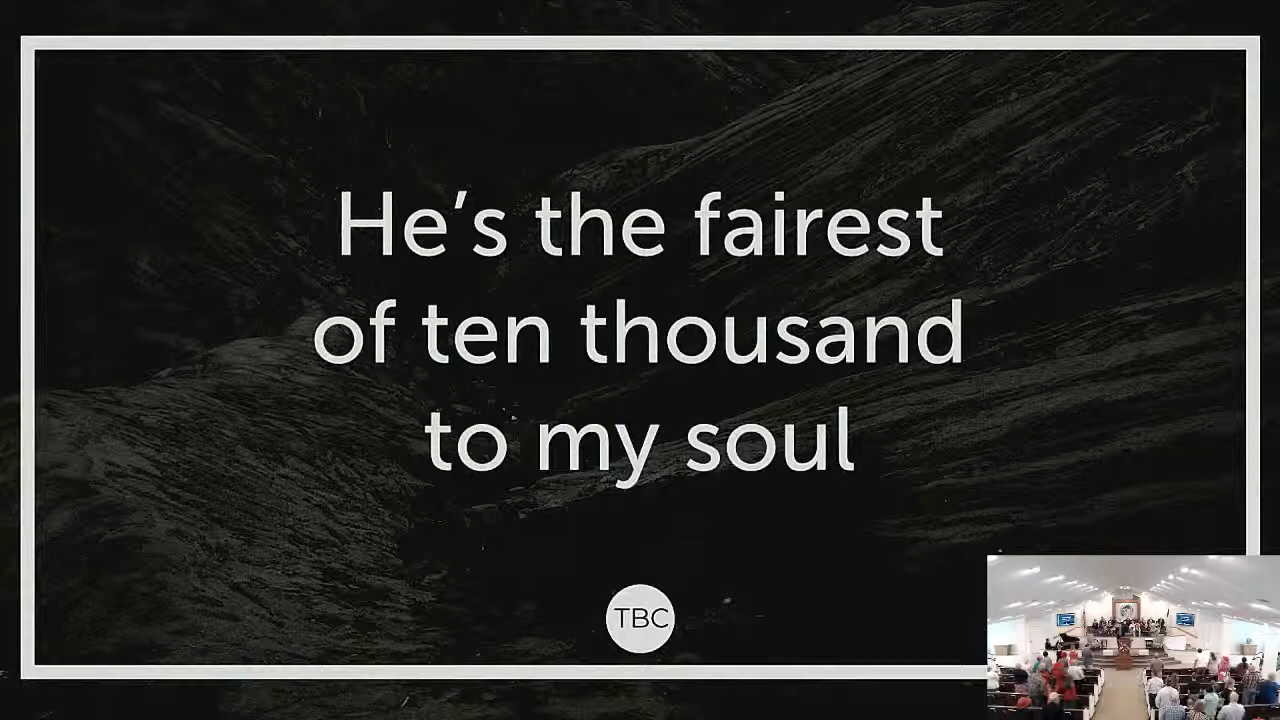 He's the fairest
of ten thousand
to my soul
TBC